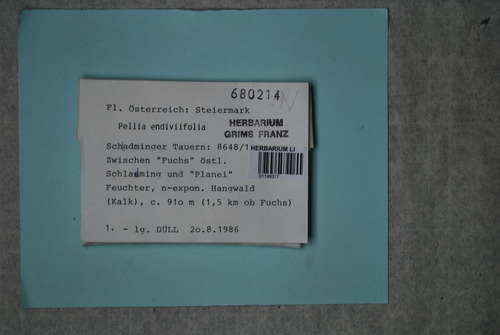 680214
Fl. Österreich: Steiermark
Pellia endiviifolia
HERBARIUM
GRIMS FRANZ
Schadminger Tauern: 8648/1
HERBARIUM LI
Zwischen "Fuchs" östl.
Schladming und "Planei"
Feuchter, n-expon. Hangwald
(Kalk), c. 91o m (1,5 km ob Fuchs)
1. - lg. DÜLL 2o.8.1986